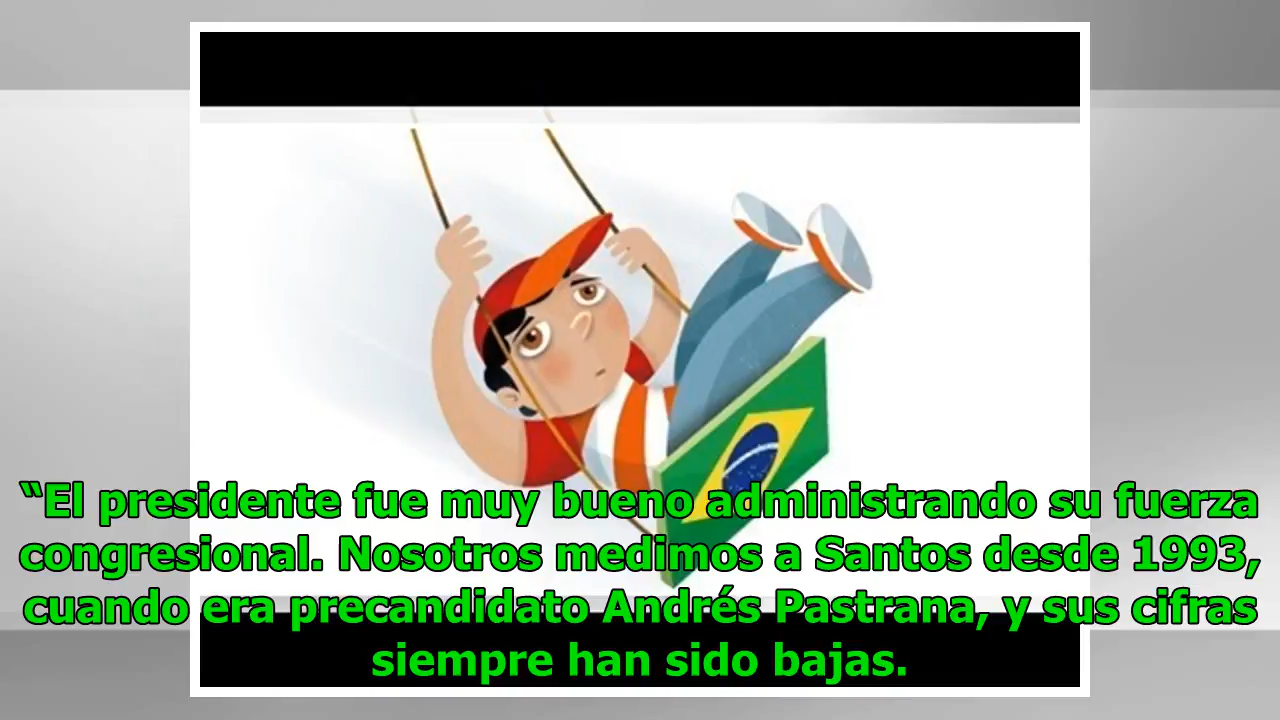 “El presidente fue muy bueno administrando su fuerza
congresional. Nosotros medimos a Santos desde 1993,
cuando era precandidato Andrés Pastrana, y sus cifras
siempre han sido bajas.